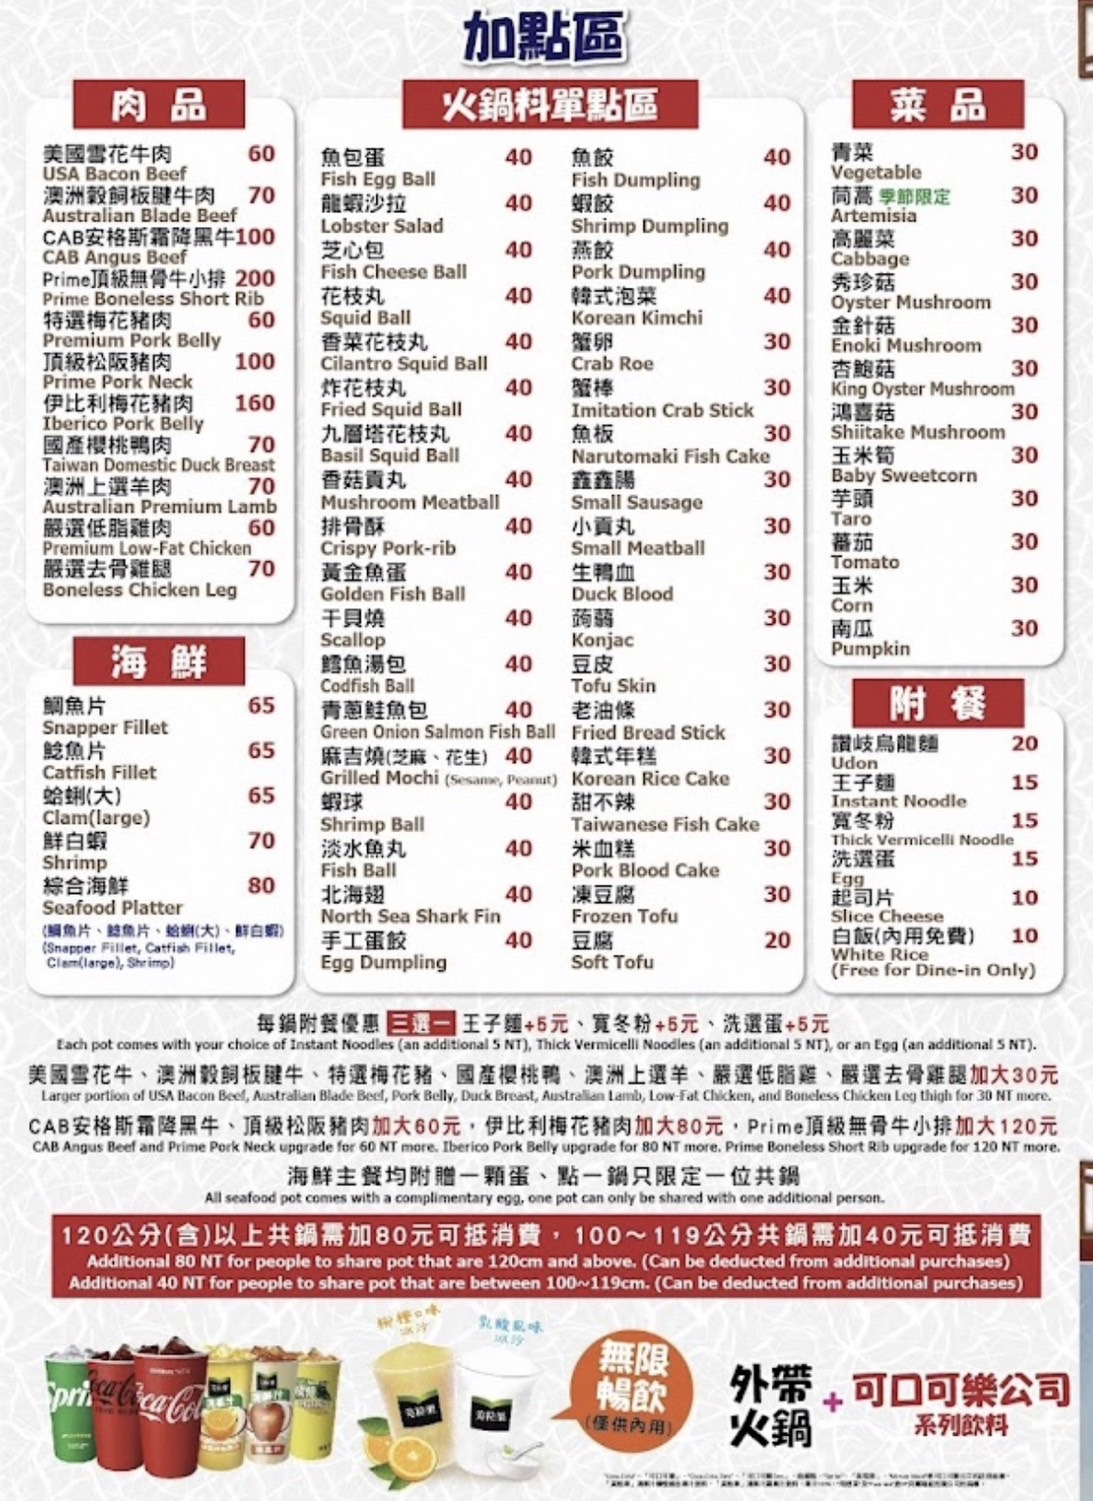 加點區
肉品
美國雪花牛肉 60
USA Bacon Beef
澳洲穀飼板腱牛肉 70
Australian Blade Beef
CAB安格斯霜降黑牛100
CAB Angus Beef
Prime頂級無骨牛小排 200
Prime Boneless Short Rib
特選梅花豬肉 60
Premium Pork Belly
頂級松阪豬肉 100
Prime Pork Neck
伊比利梅花豬肉 160
Iberico Pork Belly
國產櫻桃鴨肉 70
Taiwan Domestic Duck Breast
澳洲上選羊肉 70
Australian Premium Lamb
嚴選低脂雞肉 60
Premium Low-Fat Chicken
嚴選去骨雞腿 70
Boneless Chicken Leg
海鮮
鯛魚片 65
Snapper Fillet
鯰魚片 65
Catfish Fillet
蛤蜊(大) 65
Clam(large)
鮮白蝦 70
Shrimp
綜合海鮮 80
Seafood Platter
(鯛魚片、鯰魚片、蛤蜊(大)、鮮白蝦)
(Snapper Fillet, Catfish Fillet,
Clam(large), Shrimp)
火鍋料單點區
魚包蛋 40
Fish Egg Ball
龍蝦沙拉 40
Lobster Salad
芝心包 40
Fish Cheese Ball
花枝丸 40
Squid Ball
香菜花枝丸 40
Cilantro Squid Ball
炸花枝丸 40
Fried Squid Ball
九層塔花枝丸 40
Basil Squid Ball
香菇貢丸 40
Mushroom Meatball
排骨酥 40
Crispy Pork-rib
黃金魚蛋 40
Golden Fish Ball
干貝燒 40
Scallop
鱈魚湯包 40
Codfish Ball
青蔥鮭魚包 40
Green Onion Salmon Fish Ball
麻吉燒(芝麻、花生) 40
Grilled Mochi (Sesame, Peanut)
蝦球 40
Shrimp Ball
淡水魚丸 40
Fish Ball
北海翅 40
North Sea Shark Fin
手工蛋餃 40
Egg Dumpling
魚餃 40
Fish Dumpling
蝦餃 40
Shrimp Dumpling
燕餃 40
Pork Dumpling
韓式泡菜 40
Korean Kimchi
蟹卵 30
Crab Roe
蟹棒 30
Imitation Crab Stick
魚板 30
Narutomaki Fish Cake
鑫鑫腸 30
Small Sausage
小貢丸 30
Small Meatball
生鴨血 30
Duck Blood
蒟蒻 30
Konjac
豆皮 30
Tofu Skin
老油條 30
Fried Bread Stick
韓式年糕 30
Korean Rice Cake
甜不辣 30
Taiwanese Fish Cake
米血糕 30
Pork Blood Cake
凍豆腐 30
Frozen Tofu
豆腐 20
Soft Tofu
菜品
青菜 30
Vegetable
茼蒿 季節限定 30
Artemisia
高麗菜 30
Cabbage
秀珍菇 30
Oyster Mushroom
金針菇 30
Enoki Mushroom
杏鮑菇 30
King Oyster Mushroom
鴻喜菇 30
Shiitake Mushroom
玉米筍 30
Baby Sweetcorn
芋頭 30
Taro
蕃茄 30
Tomato
玉米 30
Corn
南瓜 30
Pumpkin
附餐
讚岐烏龍麵 20
Udon
王子麵 15
Instant Noodle
寬冬粉 15
Thick Vermicelli Noodle
洗選蛋 15
Egg
起司片 10
Slice Cheese
白飯(內用免費) 10
White Rice
(Free for Dine-in Only)
每鍋附餐優惠 三選一 王子麵+5元、寬冬粉+5元、洗選蛋+5元
Each pot comes with your choice of Instant Noodles (an additional 5 NT), Thick Vermicelli Noodles (an additional 5 NT), or an Egg (an additional 5 NT).
美國雪花牛、澳洲穀飼板腱牛、特選梅花豬、國產櫻桃鴨、澳洲上選羊、嚴選低脂雞、嚴選去骨雞腿加大30元
Larger portion of USA Bacon Beef, Australian Blade Beef, Pork Belly, Duck Breast, Australian Lamb, Low-Fat Chicken, and Boneless Chicken Leg thigh for 30 NT more.
CAB安格斯霜降黑牛、頂級松阪豬肉加大60元，伊比利梅花豬肉加大80元，Prime頂級無骨牛小排加大120元
CAB Angus Beef and Prime Pork Neck upgrade for 60 NT more. Iberico Pork Belly upgrade for 80 NT more. Prime Boneless Short Rib upgrade for 120 NT more.
海鮮主餐均附贈一顆蛋、點一鍋只限定一位共鍋
All seafood pot comes with a complimentary egg, one pot can only be shared with one additional person.
120公分(含)以上共鍋需加80元可抵消費，100～119公分共鍋需加40元可抵消費
Additional 80 NT for people to share pot that are 120cm and above. (Can be deducted from additional purchases)
Additional 40 NT for people to share pot that are between 100~119cm. (Can be deducted from additional purchases)
柳橙口味
冰沙
乳酸風味
冰沙
無限
暢飲
(僅供內用)
外帶
火鍋
+
可口可樂公司
系列飲料
Coca-Cola
美粒果
美粒果